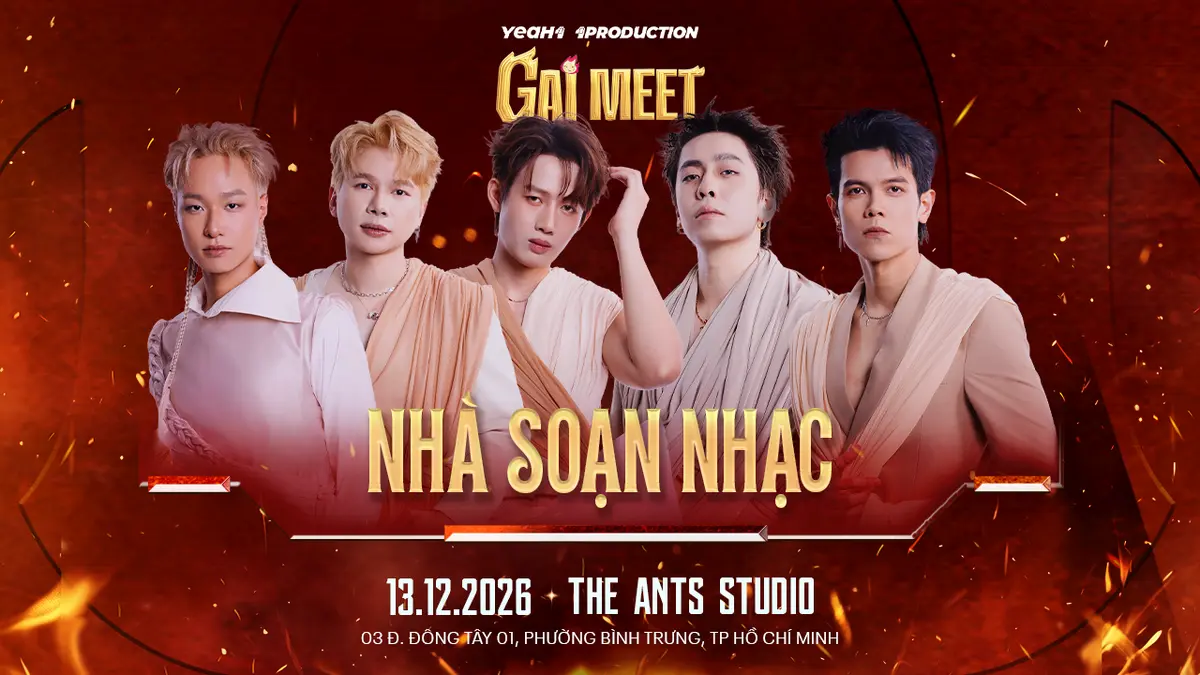 YEAH1 1PRODUCTION
GAI MEET
NHÀ SOẠN NHẠC
13.12.2026 THE ANTS STUDIO
03 Đ. ĐÔNG TÂY 01, PHƯỜNG BÌNH TRƯNG, TP HỒ CHÍ MINH